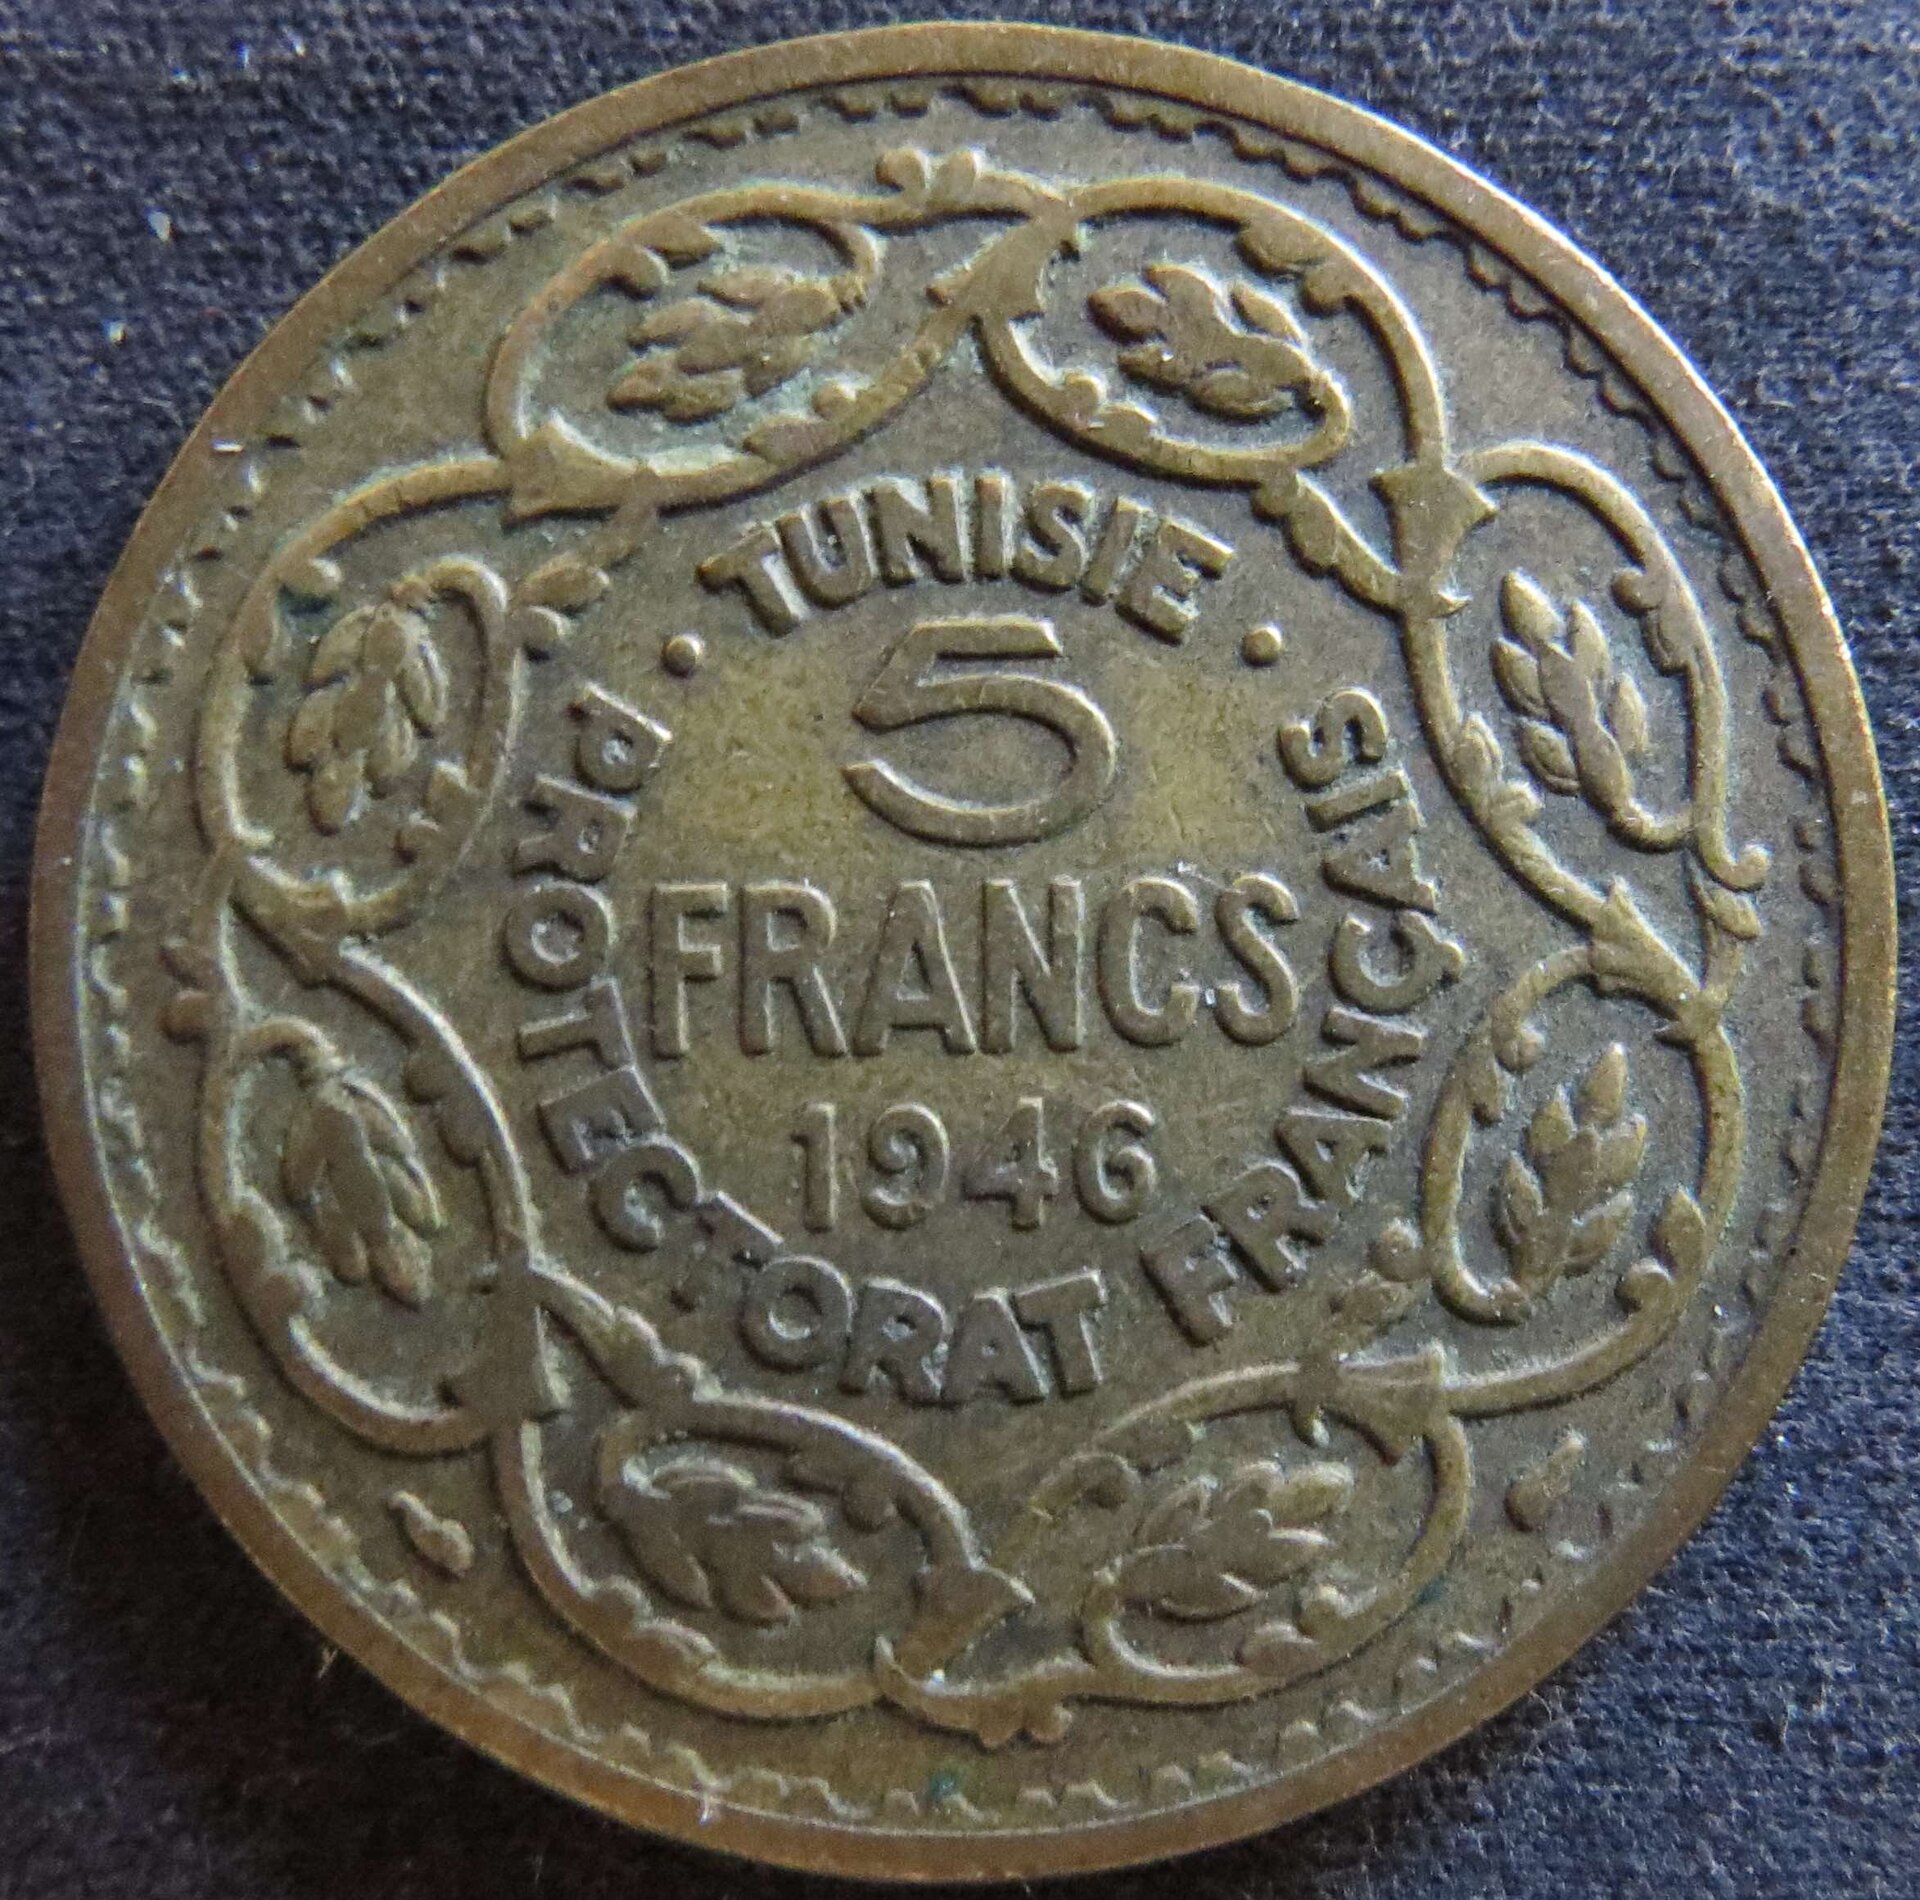 TUNISIE
5
FRANCS
1946
PROTECTORAT FRANÇAIS